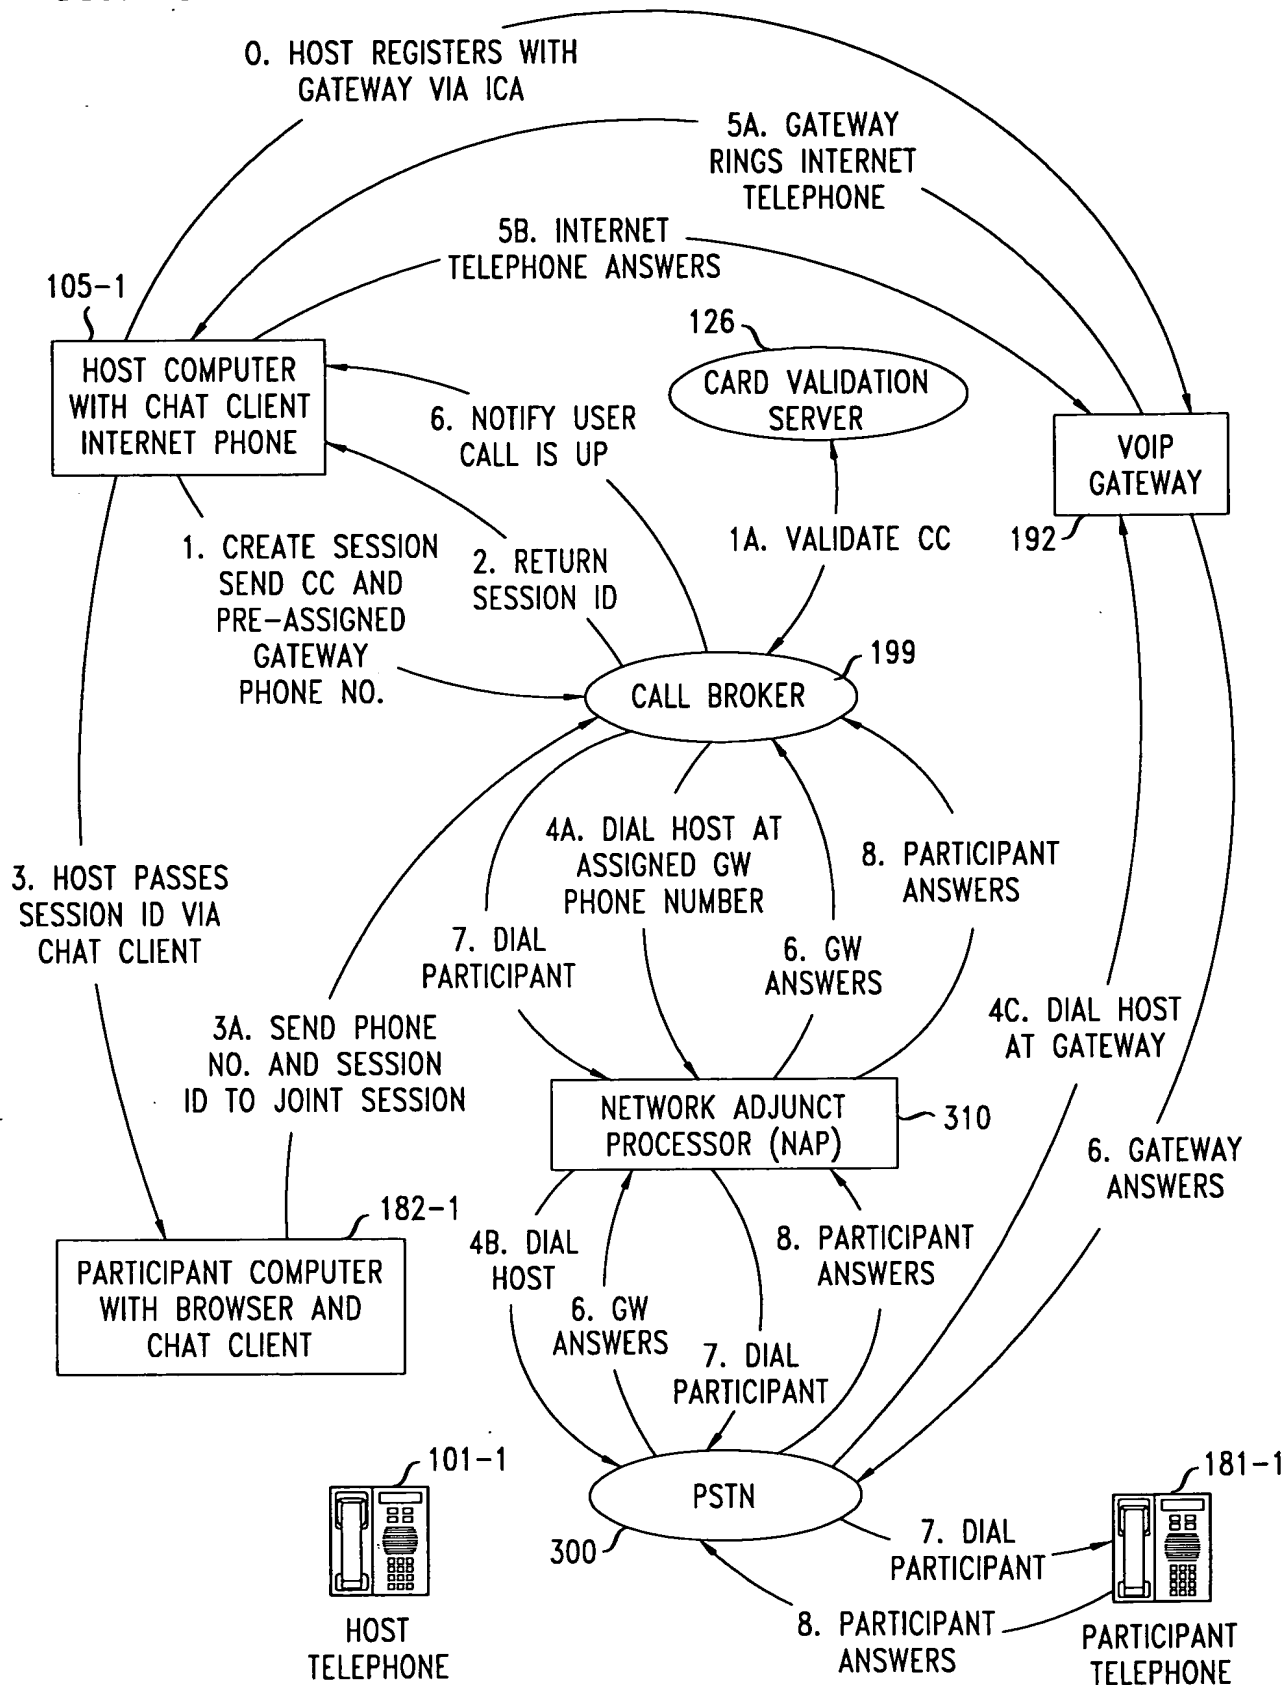 0. HOST REGISTERS WITH
GATEWAY VIA ICA
5A. GATEWAY
RINGS INTERNET
TELEPHONE
5B. INTERNET
TELEPHONE ANSWERS
105-1
HOST COMPUTER
WITH CHAT CLIENT
INTERNET PHONE
126
CARD VALIDATION
SERVER
6. NOTIFY USER
CALL IS UP
VOIP
GATEWAY
192
1. CREATE SESSION
SEND CC AND
PRE-ASSIGNED
GATEWAY
PHONE NO.
2. RETURN
SESSION ID
1A. VALIDATE CC
199
CALL BROKER
3. HOST PASSES
SESSION ID VIA
CHAT CLIENT
4A. DIAL HOST AT
ASSIGNED GW
PHONE NUMBER
8. PARTICIPANT
ANSWERS
7. DIAL
PARTICIPANT
6. GW
ANSWERS
3A. SEND PHONE
NO. AND SESSION
ID TO JOINT SESSION
4C. DIAL HOST
AT GATEWAY
NETWORK ADJUNCT
PROCESSOR (NAP)
310
6. GATEWAY
ANSWERS
182-1
PARTICIPANT COMPUTER
WITH BROWSER AND
CHAT CLIENT
4B. DIAL
HOST
6. GW
ANSWERS
8. PARTICIPANT
ANSWERS
7. DIAL
PARTICIPANT
101-1
HOST
TELEPHONE
PSTN
300
181-1
7. DIAL
PARTICIPANT
8. PARTICIPANT
ANSWERS
PARTICIPANT
TELEPHONE